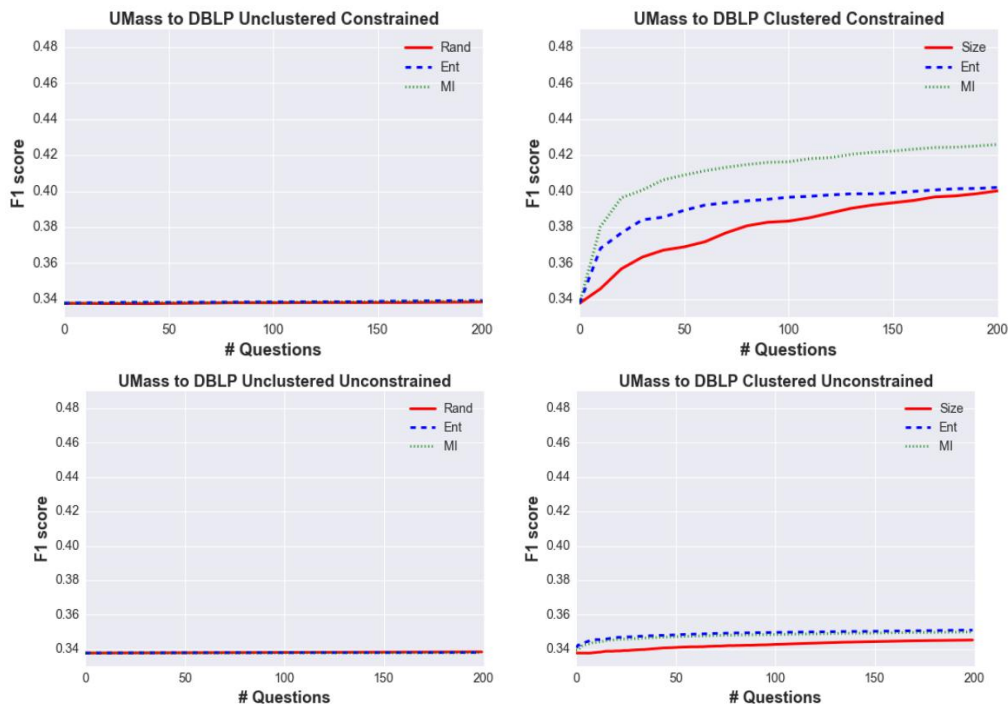 UMass to DBLP Unclustered Constrained
0.48
0.46
0.44
0.42
0.40
0.38
0.36
0.34
F1 score
Rand
Ent
MI
0 50 100 150 200
# Questions
UMass to DBLP Clustered Constrained
0.48
0.46
0.44
0.42
0.40
0.38
0.36
0.34
F1 score
Size
Ent
MI
0 50 100 150 200
# Questions
UMass to DBLP Unclustered Unconstrained
0.48
0.46
0.44
0.42
0.40
0.38
0.36
0.34
F1 score
Rand
Ent
MI
0 50 100 150 200
# Questions
UMass to DBLP Clustered Unconstrained
0.48
0.46
0.44
0.42
0.40
0.38
0.36
0.34
F1 score
Size
Ent
MI
0 50 100 150 200
# Questions